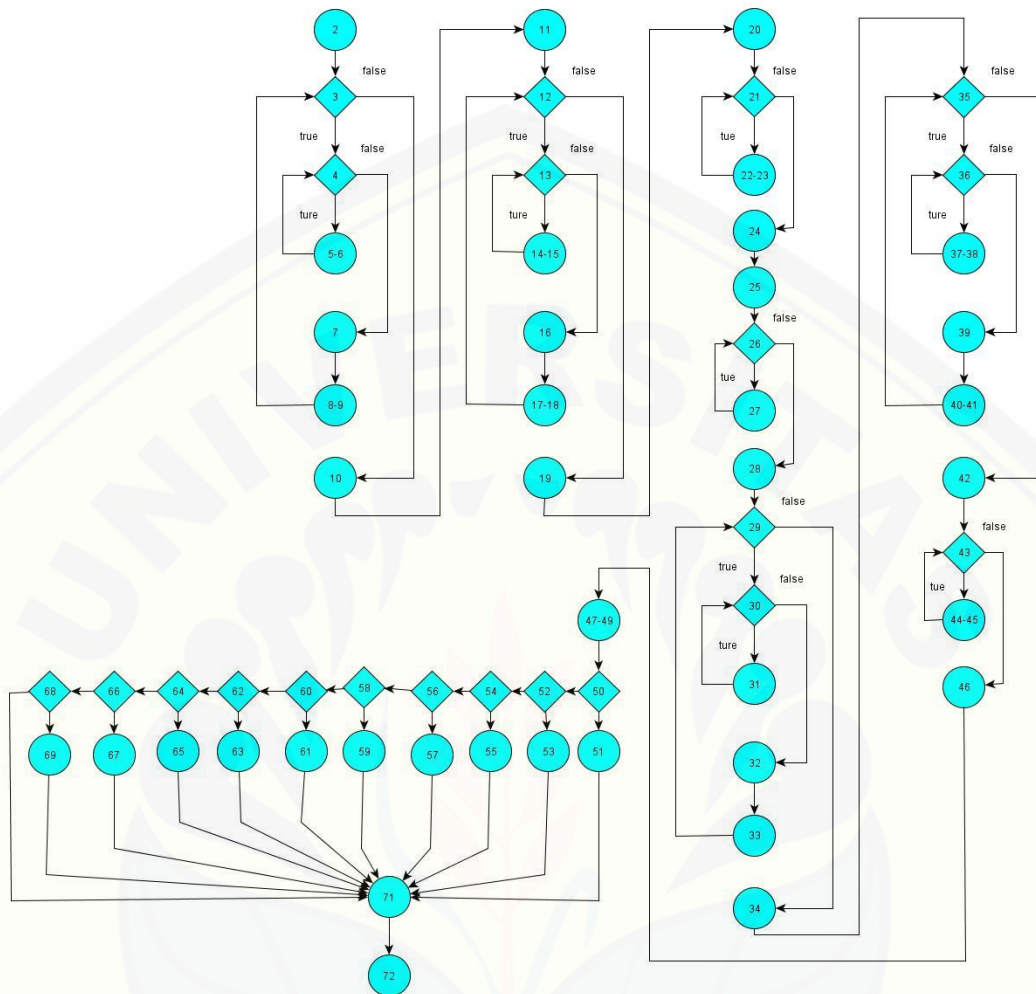 2
false
3
true
false
4
ture
5-6
7
8-9
10
11
false
12
true
false
13
ture
14-15
16
17-18
19
20
false
21
tue
22-23
24
25
false
26
tue
27
28
false
29
true
false
30
ture
31
32
33
34
false
35
true
false
36
ture
37-38
39
40-41
42
false
43
tue
44-45
46
47-49
68 66 64 62 60 58 56 54 52 50
69 67 65 63 61 59 57 55 53 51
71
72
UNIVERSITAS